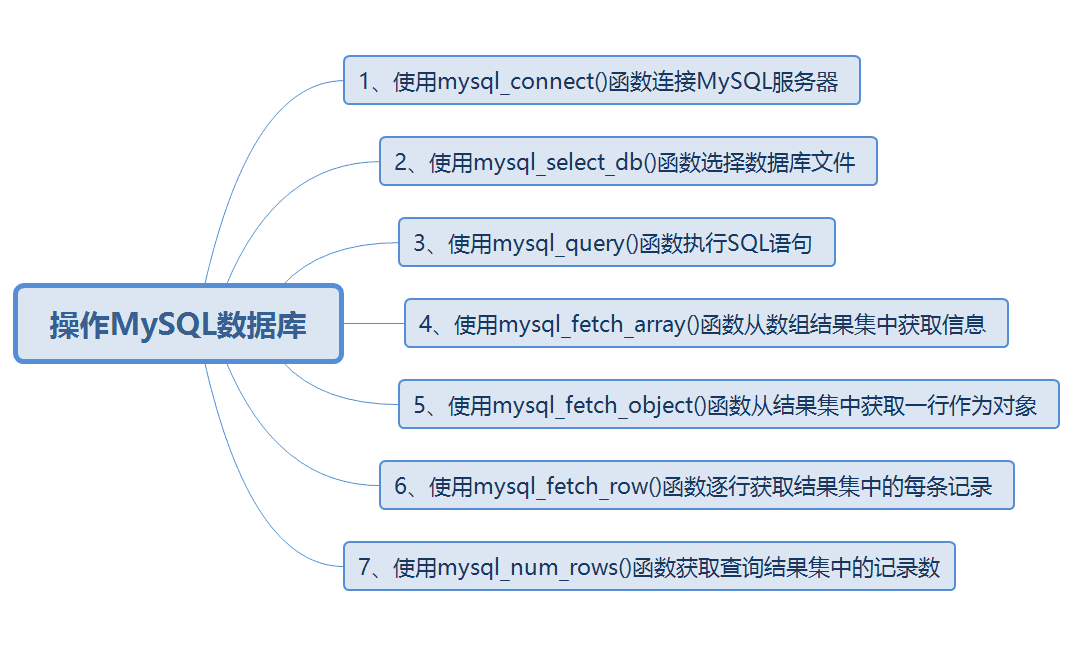 1、使用mysql_connect()函数连接MySQL服务器
2、使用mysql_select_db()函数选择数据库文件
3、使用mysql_query()函数执行SQL语句
操作MySQL数据库
4、使用mysql_fetch_array()函数从数组结果集中获取信息
5、使用mysql_fetch_object()函数从结果集中获取一行作为对象
6、使用mysql_fetch_row()函数逐行获取结果集中的每条记录
7、使用mysql_num_rows()函数获取查询结果集中的记录数